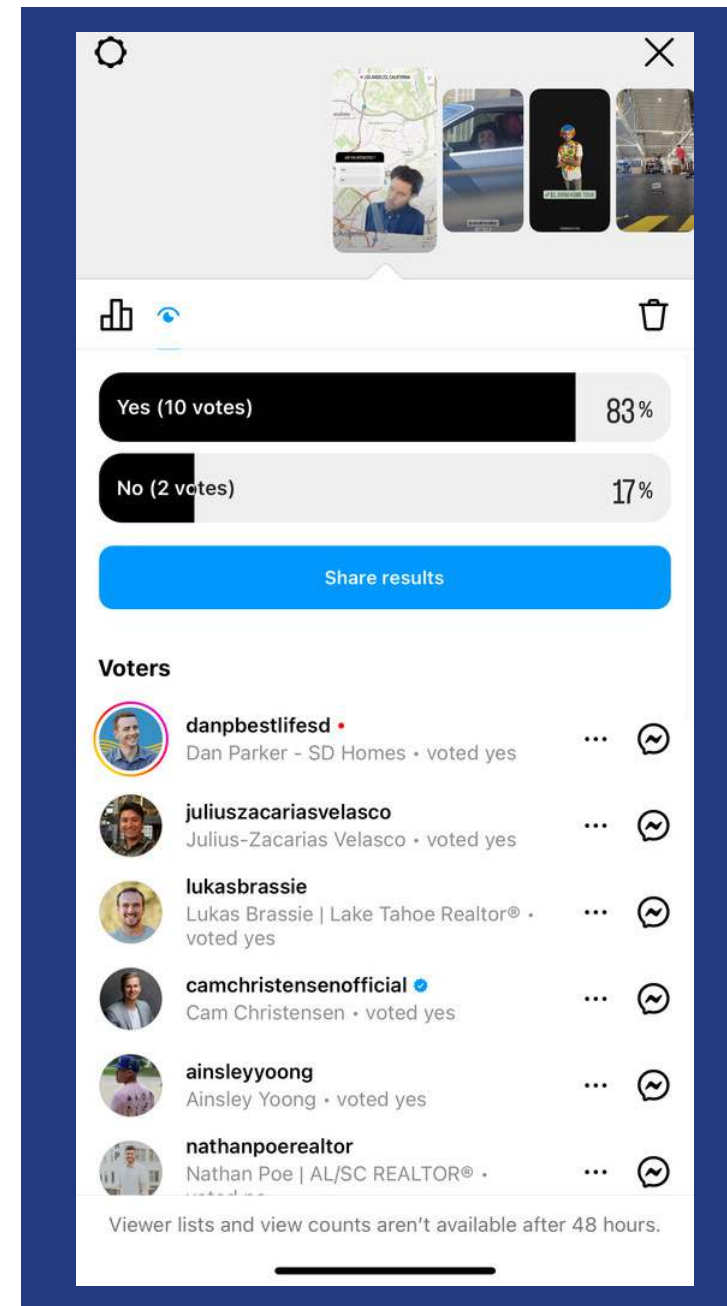 LOS ANGELES, CALIFORNIA
Yes (10 votes)
83%
No (2 votes)
17%
Share results
Voters
danpbestlifesd •
Dan Parker - SD Homes • voted yes
juliuszacariasvelasco
Julius-Zacarias Velasco • voted yes
lukasbrassie
Lukas Brassie | Lake Tahoe Realtor® •
voted yes
camchristensenofficial
Cam Christensen • voted yes
ainsleyyoong
Ainsley Yoong • voted yes
nathanpoerealtor
Nathan Poe | AL/SC REALTOR® •
Viewer lists and view counts aren't available after 48 hours.